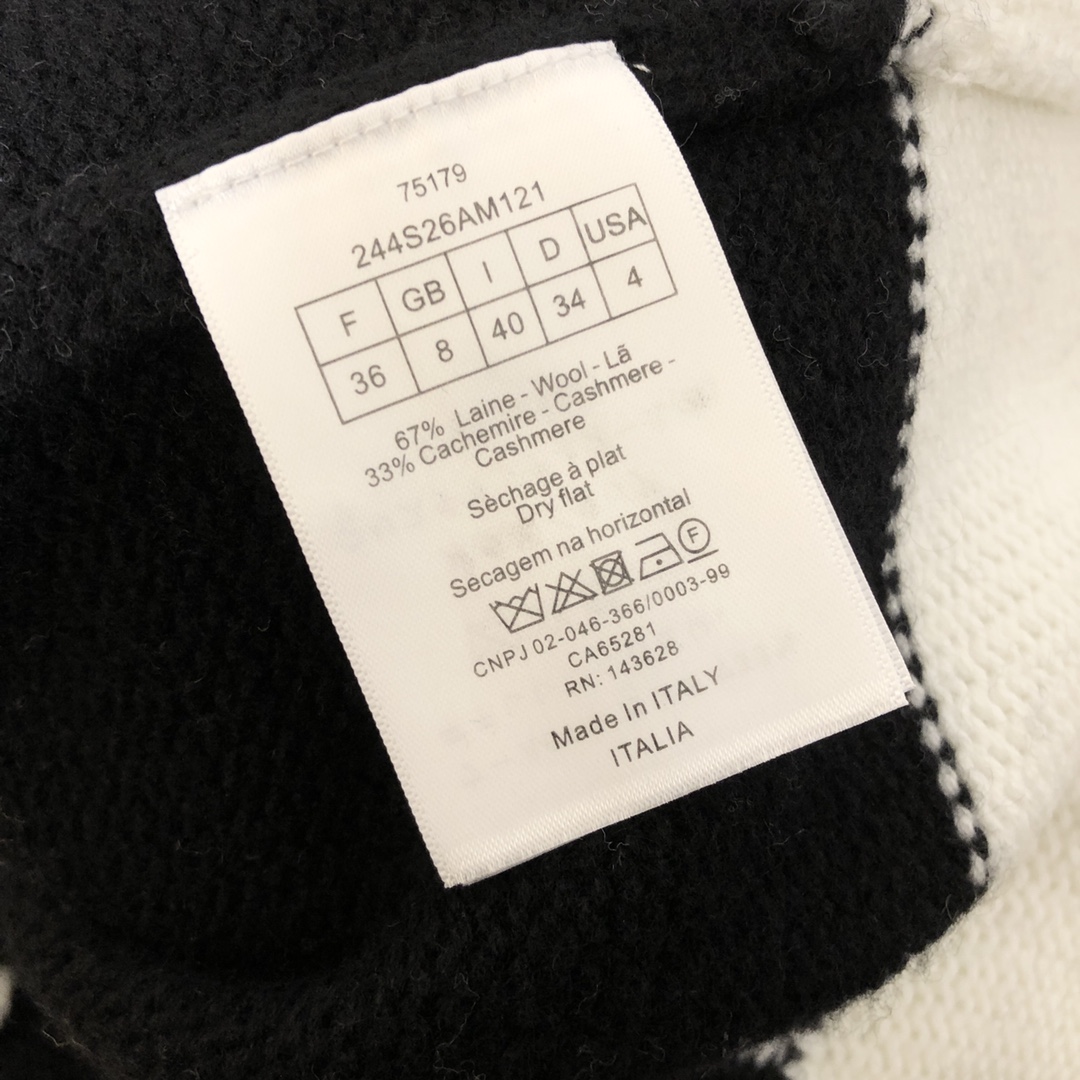 75179
244S26AM121
F GB I D USA
36 8 40 34 4
67% Laine - Wool - Lã
33% Cachemire - Cashmere -
Cashmere
Sèchage à plat
Dry flat
Secagem na horizontal
F
CNPJ 02-046-366/0003-99
CA65281
RN: 143628
Made In ITALY
ITALIA